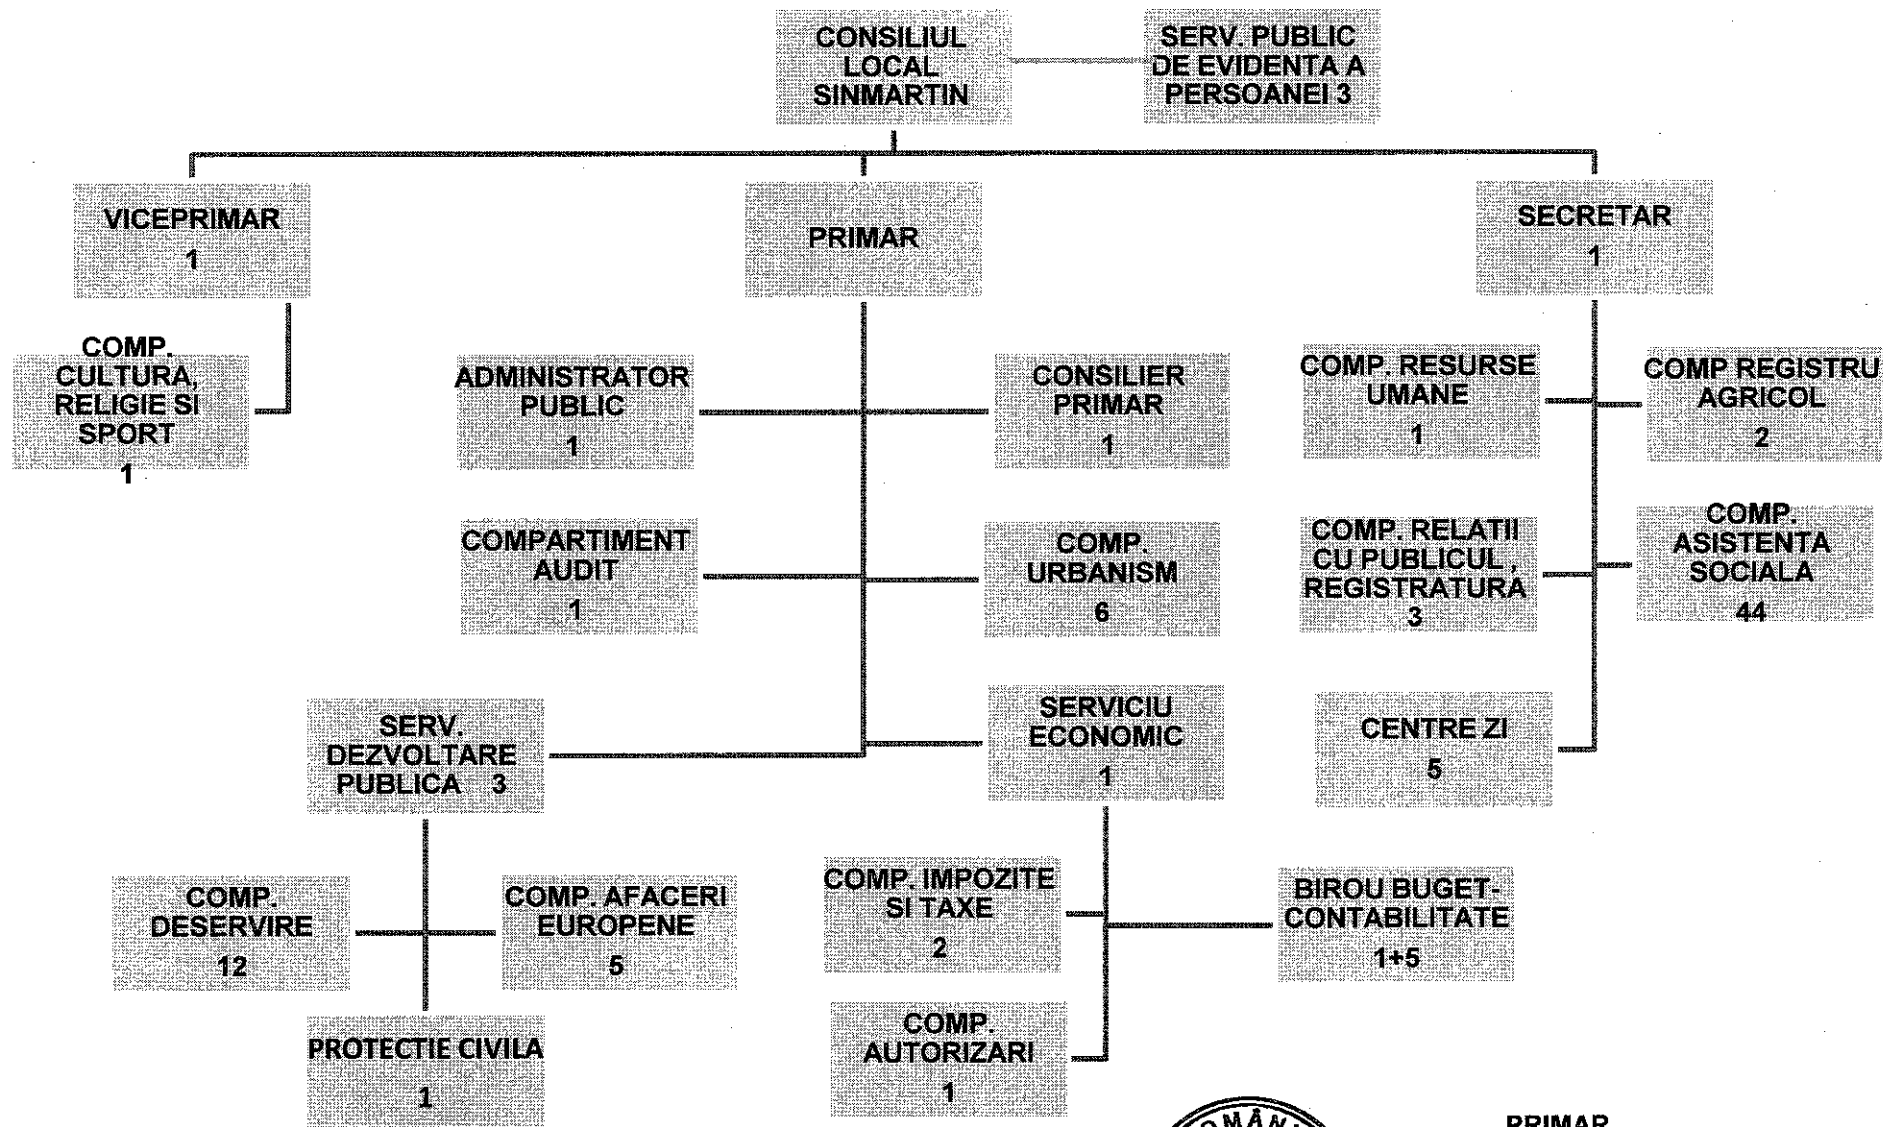 CONSILIUL
LOCAL
SINMARTIN
SERV. PUBLIC
DE EVIDENTA A
PERSOANEI 3
VICEPRIMAR
1
PRIMAR
SECRETAR
1
COMP.
CULTURA,
RELIGIE SI
SPORT
1
ADMINISTRATOR
PUBLIC
1
CONSILIER
PRIMAR
1
COMP. RESURSE
UMANE
1
COMP REGISTRU
AGRICOL
2
COMPARTIMENT
AUDIT
1
COMP.
URBANISM
6
COMP. RELATII
CU PUBLICUL ,
REGISTRATURA
3
COMP.
ASISTENTA
SOCIALA
44
SERV.
DEZVOLTARE
PUBLICA 3
SERVICIU
ECONOMIC
1
CENTRE ZI
5
COMP.
DESERVIRE
12
COMP. AFACERI
EUROPENE
5
COMP. IMPOZITE
SI TAXE
2
BIROU BUGET-
CONTABILITATE
1+5
PROTECTIE CIVILA
1
COMP.
AUTORIZARI
1
PRIMAR